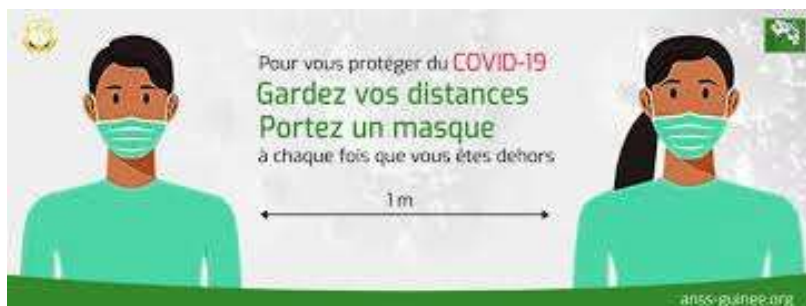 Pour vous protéger du COVID-19
Gardez vos distances
Portez un masque
à chaque fois que vous êtes dehors
1 m
anss-guinee.org